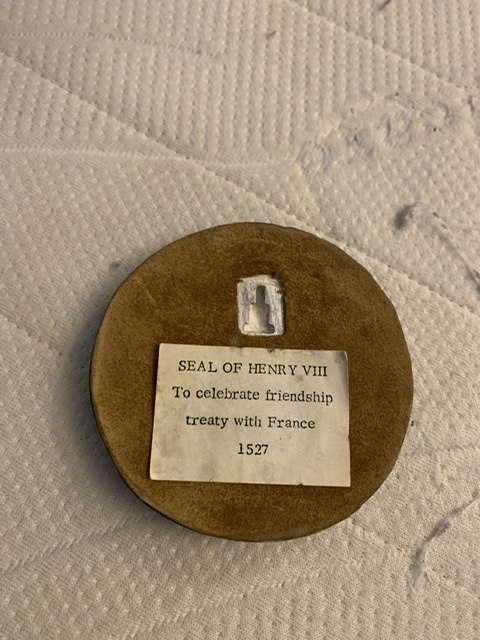 SEAL OF HENRY VIII
To celebrate friendship
treaty with France
1527